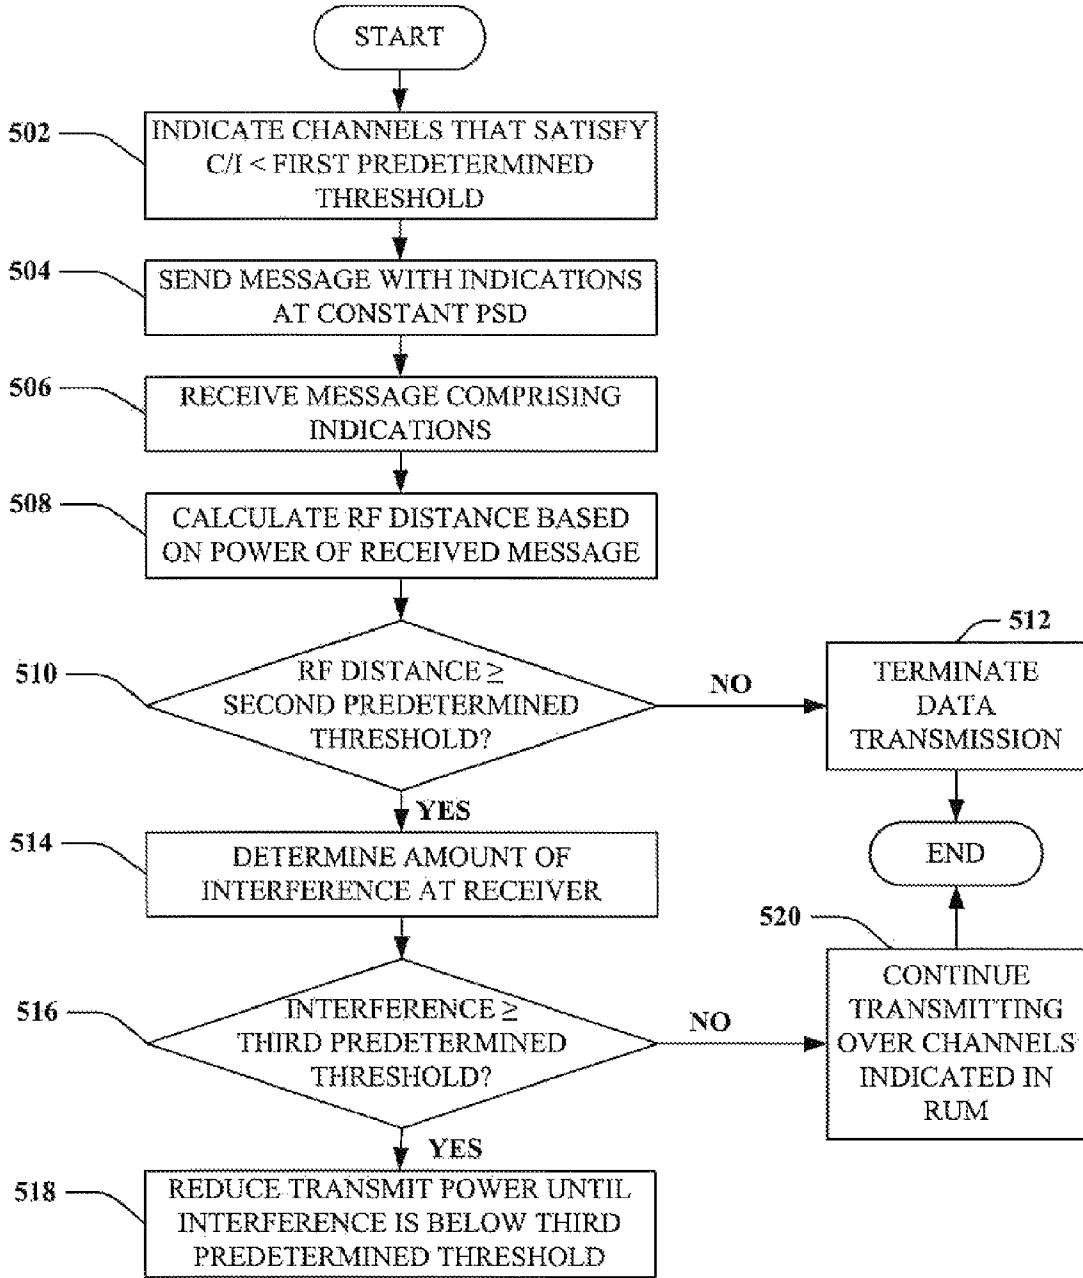 START
502
INDICATE CHANNELS THAT SATISFY
C/I < FIRST PREDETERMINED
THRESHOLD
504
SEND MESSAGE WITH INDICATIONS
AT CONSTANT PSD
506
RECEIVE MESSAGE COMPRISING
INDICATIONS
508
CALCULATE RF DISTANCE BASED
ON POWER OF RECEIVED MESSAGE
510
RF DISTANCE ≥
SECOND PREDETERMINED
THRESHOLD?
NO
512
TERMINATE
DATA
TRANSMISSION
END
YES
514
DETERMINE AMOUNT OF
INTERFERENCE AT RECEIVER
516
INTERFERENCE ≥
THIRD PREDETERMINED
THRESHOLD?
NO
520
CONTINUE
TRANSMITTING
OVER CHANNELS
INDICATED IN
RUM
YES
518
REDUCE TRANSMIT POWER UNTIL
INTERFERENCE IS BELOW THIRD
PREDETERMINED THRESHOLD